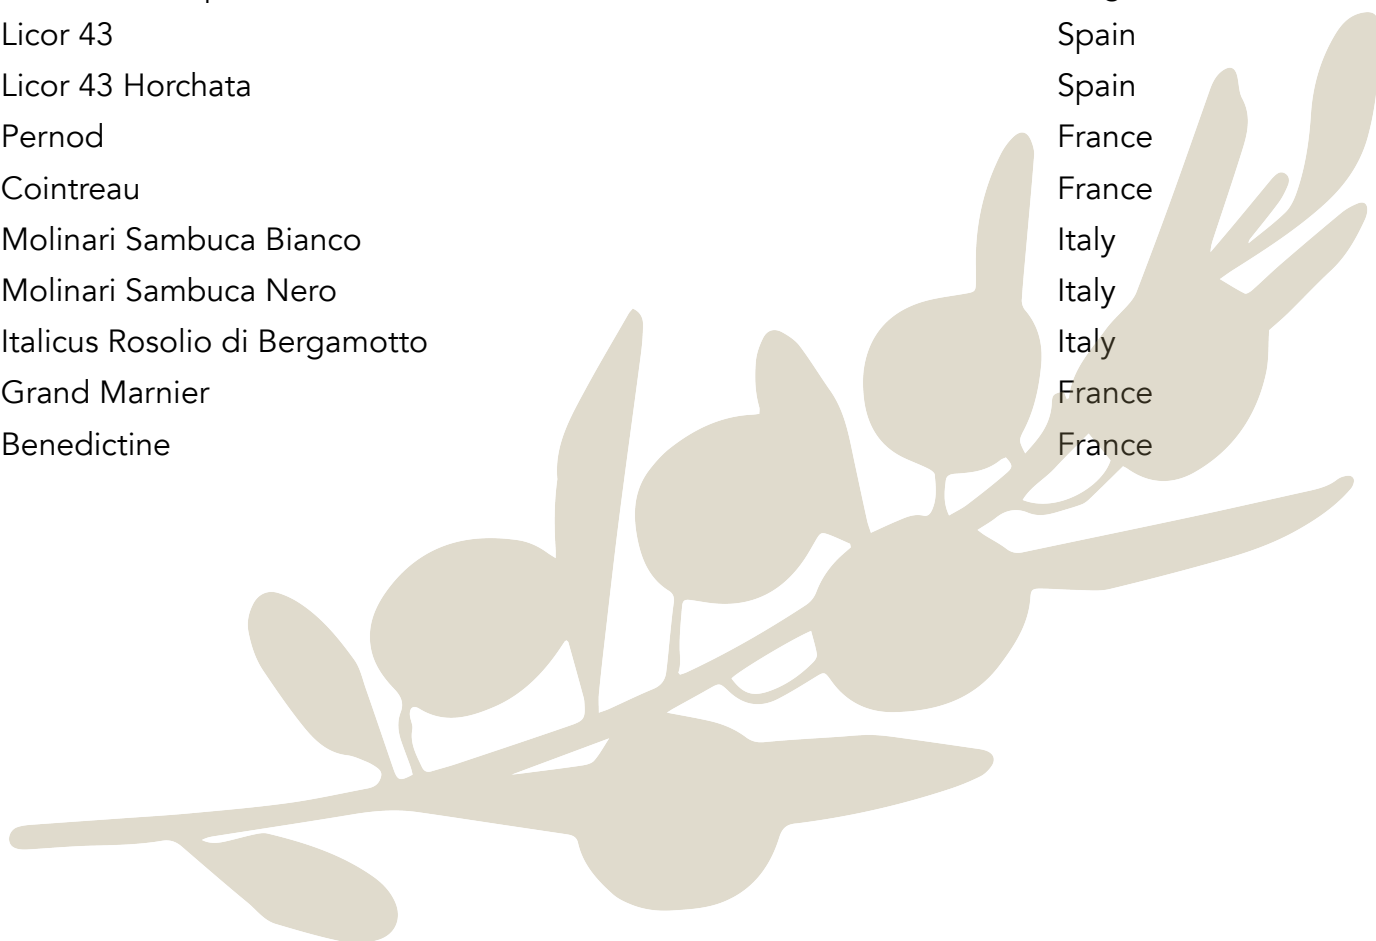 Licor 43 Spain
Licor 43 Horchata Spain
Pernod France
Cointreau France
Molinari Sambuca Bianco Italy
Molinari Sambuca Nero Italy
Italicus Rosolio di Bergamotto Italy
Grand Marnier France
Benedictine France